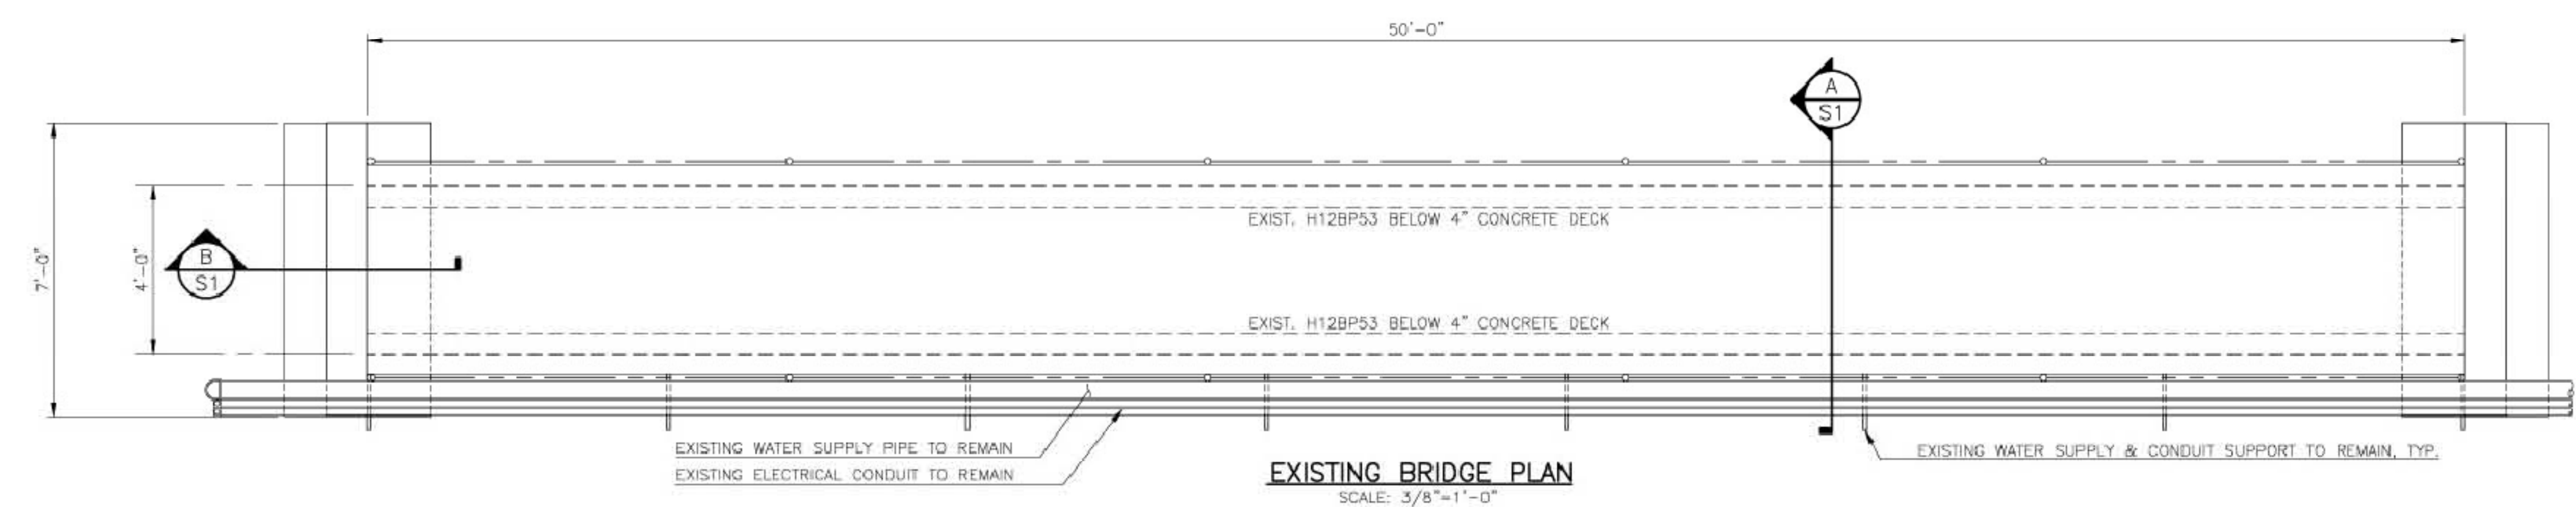 50'-0"
A
S1
7'-0"
4'-0"
B
S1
EXIST. H12BP53 BELOW 4" CONCRETE DECK
EXIST. H12BP53 BELOW 4" CONCRETE DECK
EXISTING WATER SUPPLY PIPE TO REMAIN
EXISTING ELECTRICAL CONDUIT TO REMAIN
EXISTING WATER SUPPLY & CONDUIT SUPPORT TO REMAIN, TYP.
EXISTING BRIDGE PLAN
SCALE: 3/8"=1'-0"